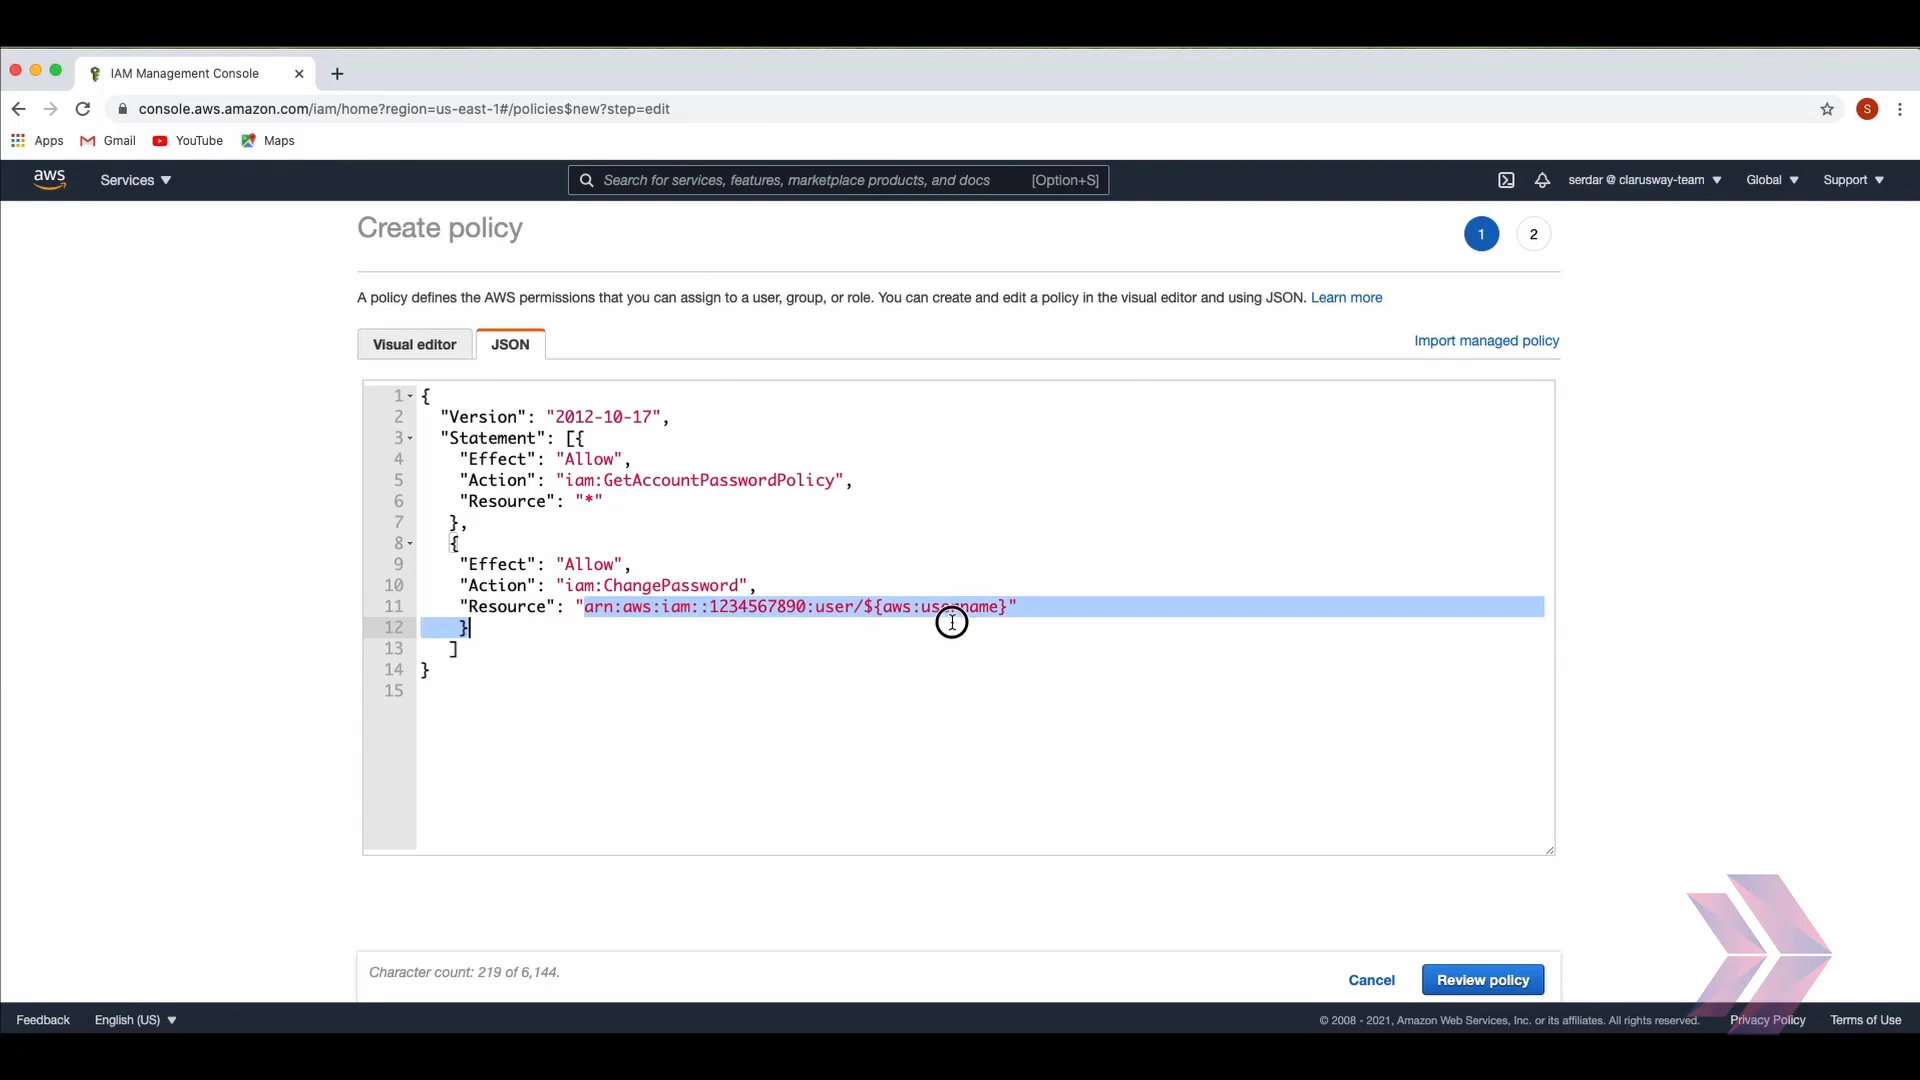 IAM Management Console
console.aws.amazon.com/iam/home?region=us-east-1#/policies$new?step=edit
S
Apps Gmail YouTube Maps
aws Services Search for services, features, marketplace products, and docs [Option+S] serdar @ clarusway-team Global Support
Create policy
1 2
A policy defines the AWS permissions that you can assign to a user, group, or role. You can create and edit a policy in the visual editor and using JSON. Learn more
Visual editor JSON Import managed policy
1 {
2 "Version": "2012-10-17",
3 "Statement": [{
4 "Effect": "Allow",
5 "Action": "iam:GetAccountPasswordPolicy",
6 "Resource": "*"
7 },
8 {
9 "Effect": "Allow",
10 "Action": "iam:ChangePassword",
11 "Resource": "arn:aws:iam::1234567890:user/${aws:username}"
12 }
13 ]
14 }
15
Character count: 219 of 6,144.
Cancel Review policy
Feedback English (US) © 2008 - 2021, Amazon Web Services, Inc. or its affiliates. All rights reserved. Privacy Policy Terms of Use